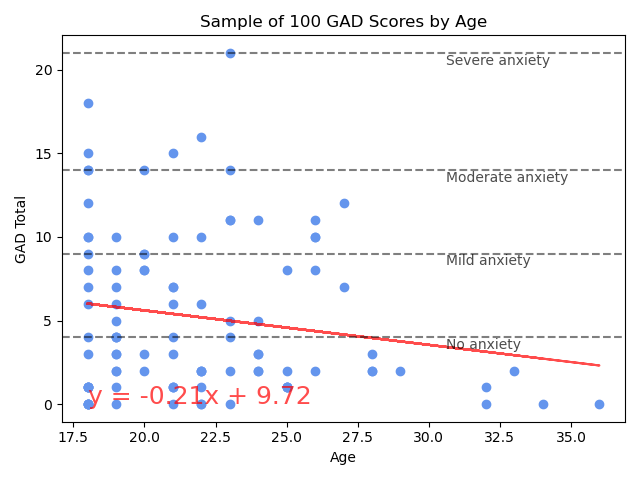 Sample of 100 GAD Scores by Age
GAD Total
20
15
10
5
0
Severe anxiety
Moderate anxiety
Mild anxiety
No anxiety
y = -0.21x + 9.72
17.5 20.0 22.5 25.0 27.5 30.0 32.5 35.0
Age